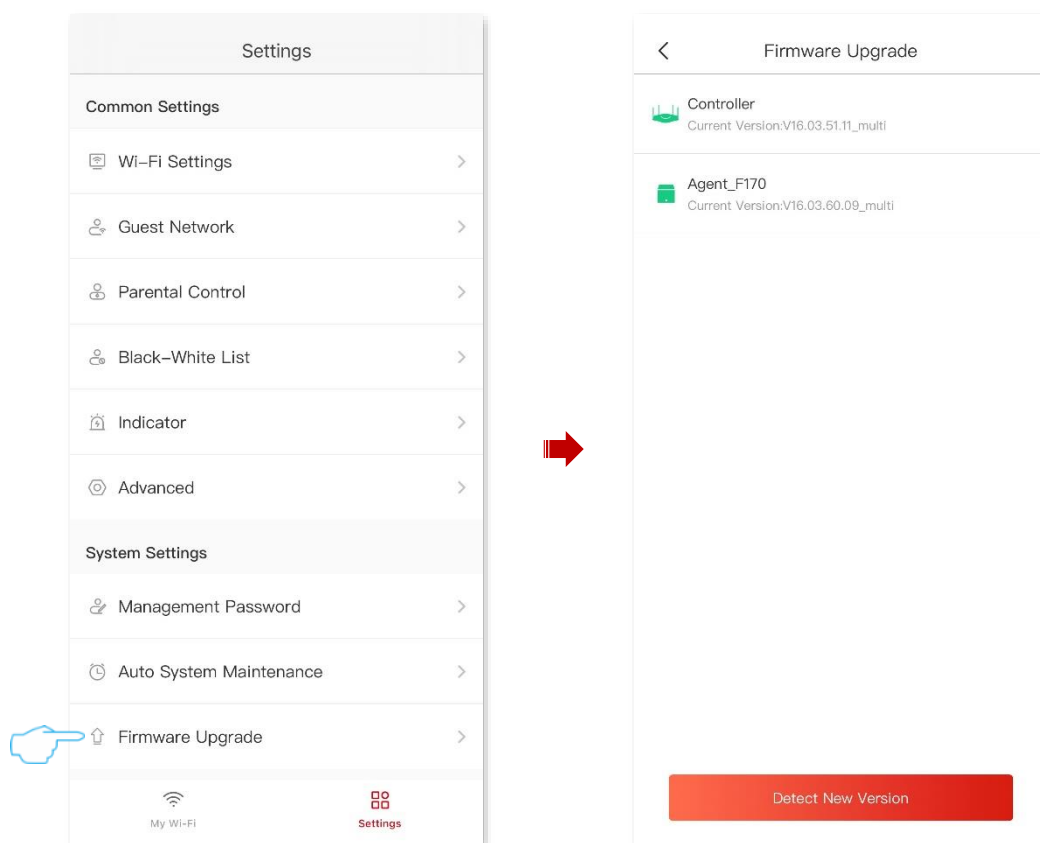 Settings
Common Settings
Wi-Fi Settings
Guest Network
Parental Control
Black-White List
Indicator
Advanced
System Settings
Management Password
Auto System Maintenance
Firmware Upgrade
My Wi-Fi
Settings
Firmware Upgrade
Controller
Current Version:V16.03.51.11_multi
Agent_F170
Current Version:V16.03.60.09_multi
Detect New Version